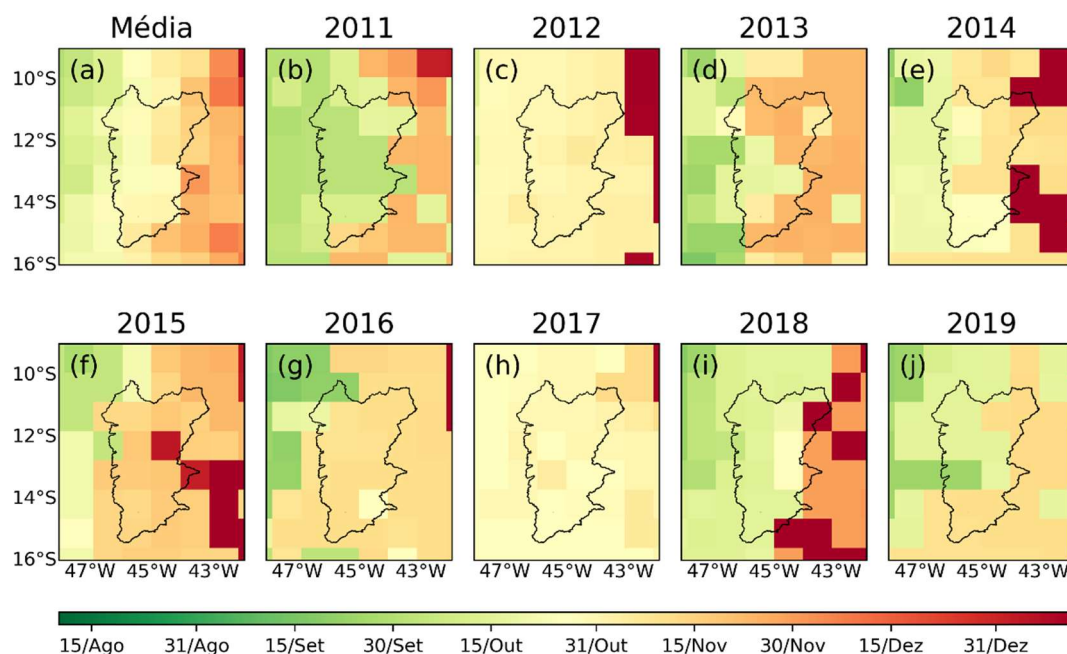 Média 2011 2012 2013 2014
(a) (b) (c) (d) (e)
10°S
12°S
14°S
16°S
2015 2016 2017 2018 2019
(f) (g) (h) (i) (j)
10°S
12°S
14°S
16°S
47°W 45°W 43°W 47°W 45°W 43°W 47°W 45°W 43°W 47°W 45°W 43°W 47°W 45°W 43°W
15/Ago 31/Ago 15/Set 30/Set 15/Out 31/Out 15/Nov 30/Nov 15/Dez 31/Dez